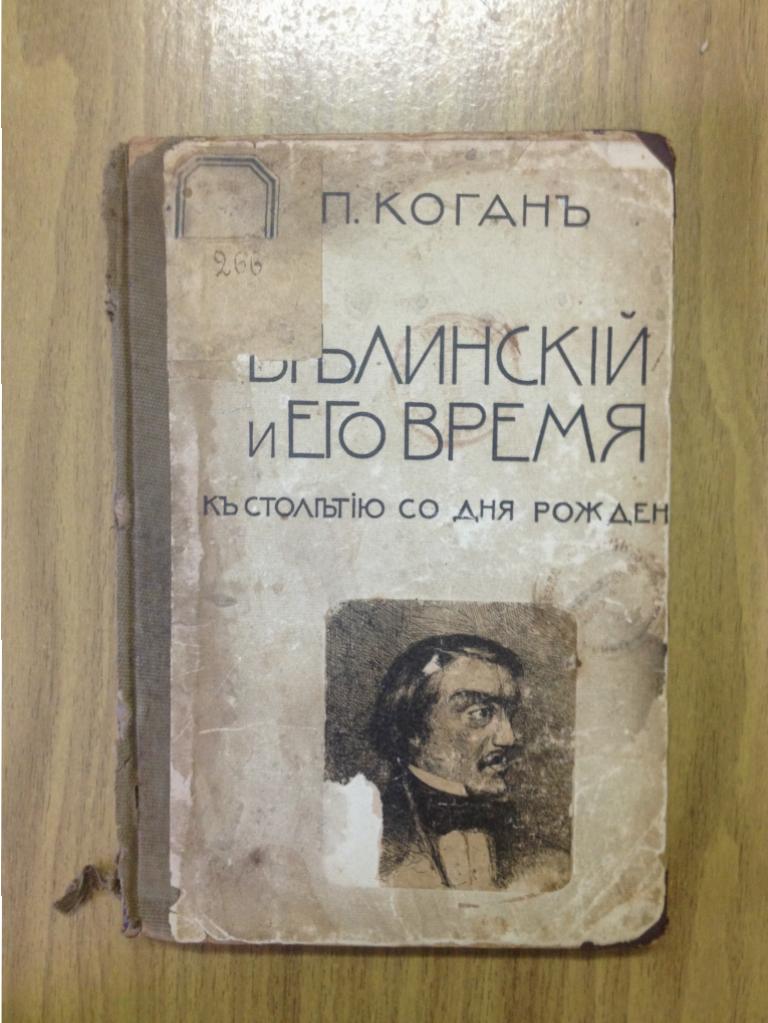 П. КОГАНЪ
266
БѢЛИНСКІЙ
И ЕГО ВРЕМЯ
КЪ СТОЛѢТІЮ СО ДНЯ РОЖДЕН